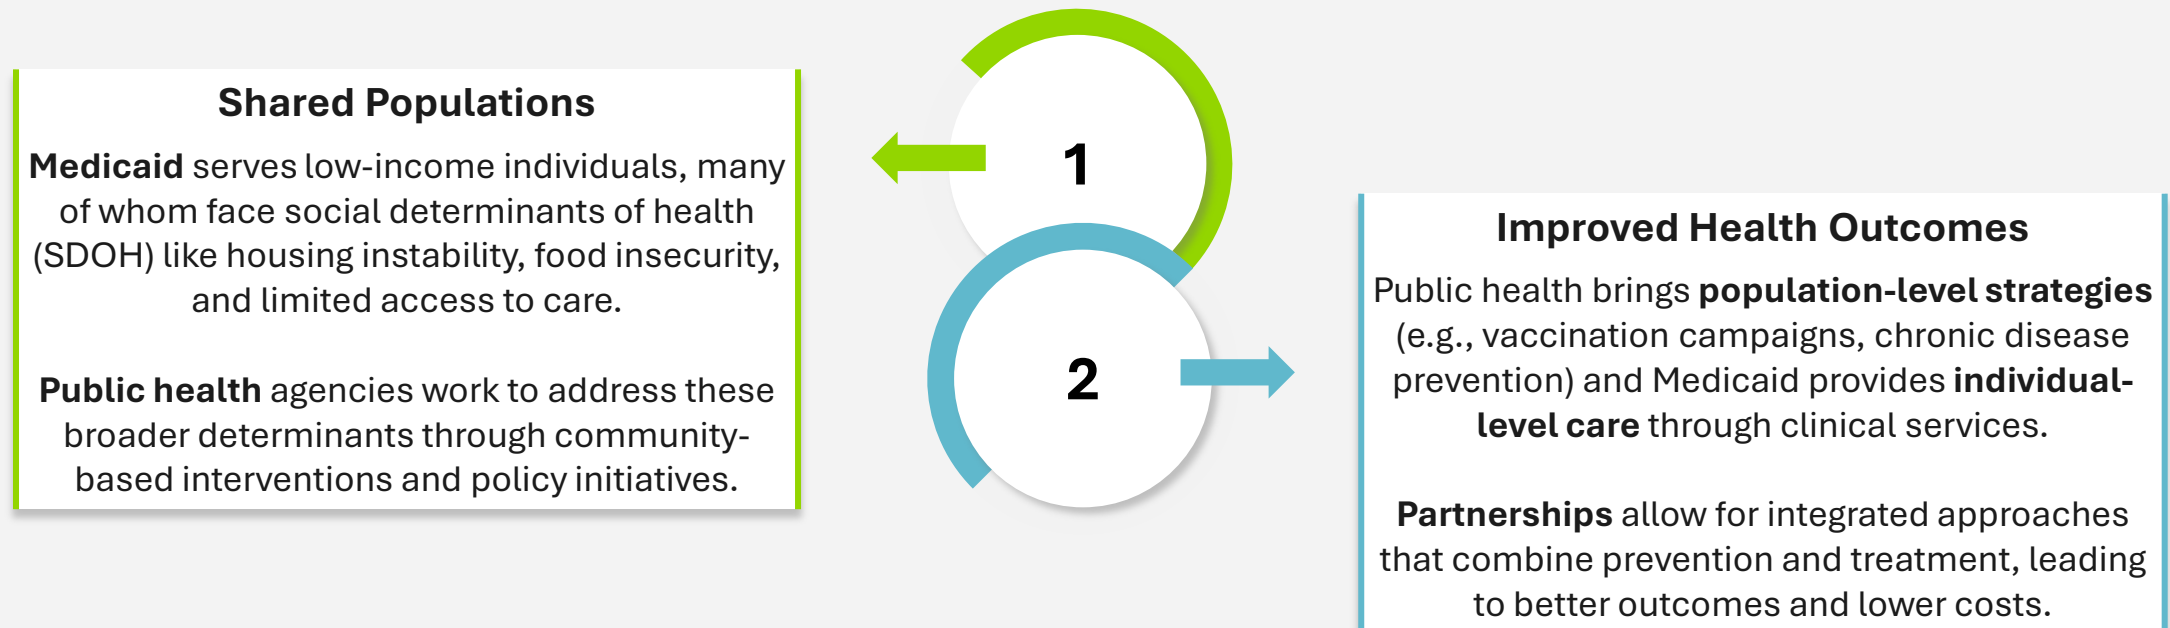 Shared Populations
Medicaid serves low-income individuals, many
of whom face social determinants of health
(SDOH) like housing instability, food insecurity,
and limited access to care.
Public health agencies work to address these
broader determinants through community-
based interventions and policy initiatives.
1
2
Improved Health Outcomes
Public health brings population-level strategies
(e.g., vaccination campaigns, chronic disease
prevention) and Medicaid provides individual-
level care through clinical services.
Partnerships allow for integrated approaches
that combine prevention and treatment, leading
to better outcomes and lower costs.